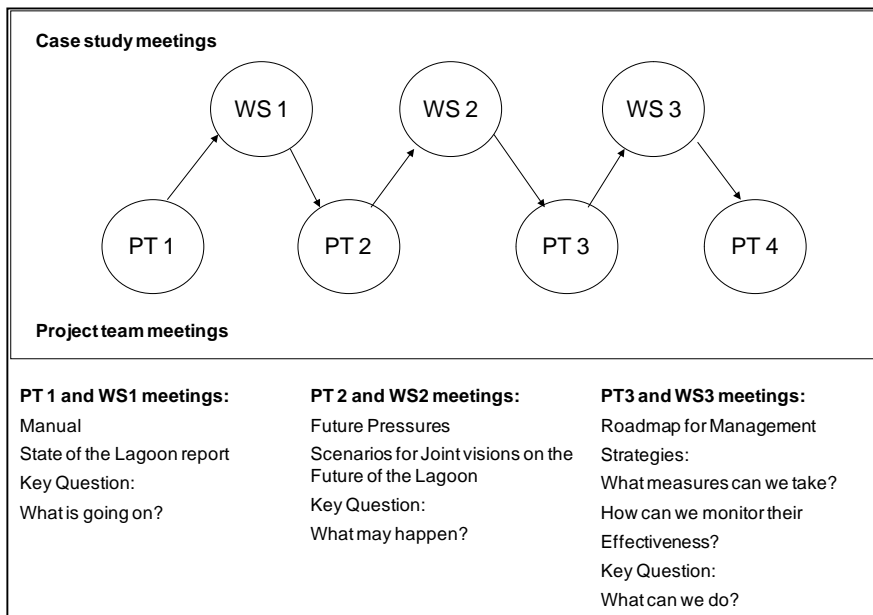 Case study meetings
WS 1
WS 2
WS 3
PT 1
PT 2
PT 3
PT 4
Project team meetings
PT 1 and WS1 meetings:
Manual
State of the Lagoon report
Key Question:
What is going on?
PT 2 and WS2 meetings:
Future Pressures
Scenarios for Joint visions on the
Future of the Lagoon
Key Question:
What may happen?
PT3 and WS3 meetings:
Roadmap for Management
Strategies:
What measures can we take?
How can we monitor their
Effectiveness?
Key Question:
What can we do?